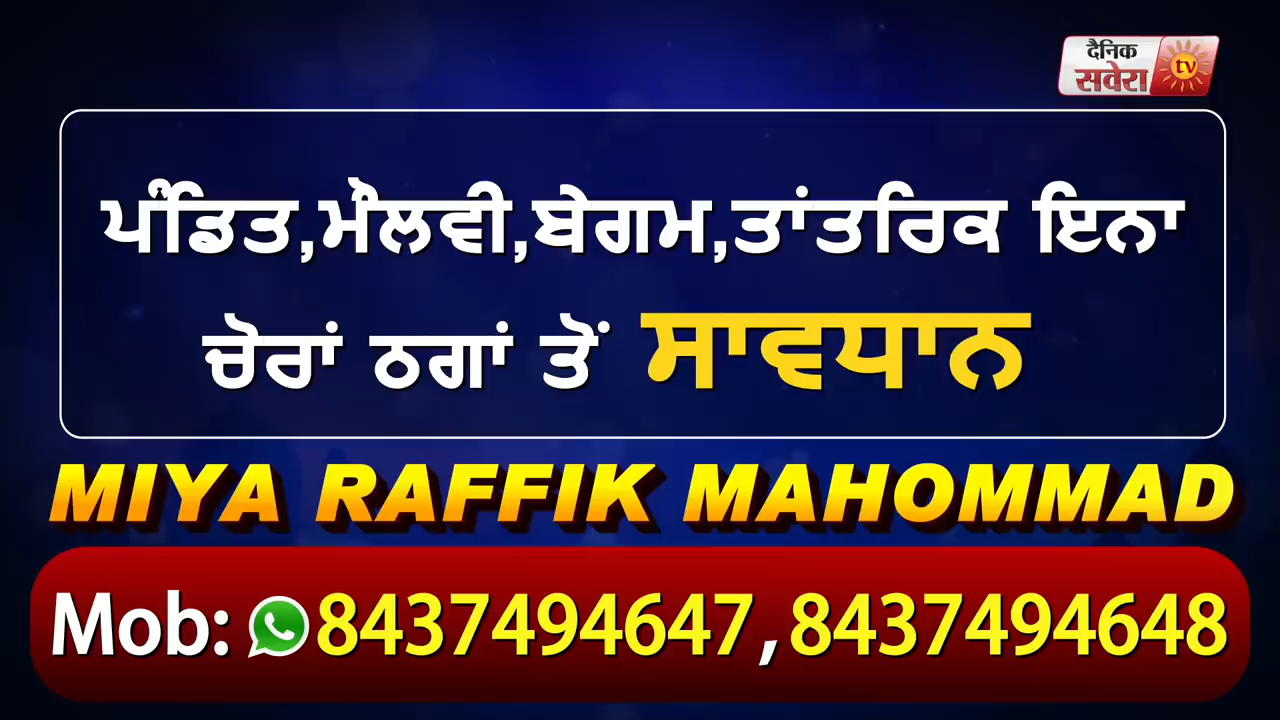 दैनिक
सवेरा tv
ਪੰਡਿਤ,ਮੌਲਵੀ,ਬੇਗਮ,ਤਾਂਤਰਿਕ ਇਨਾ
ਚੋਰਾਂ ਠਗਾਂ ਤੋਂ ਸਾਵਧਾਨ
MIYA RAFFIK MAHOMMAD
Mob: 8437494647, 8437494648